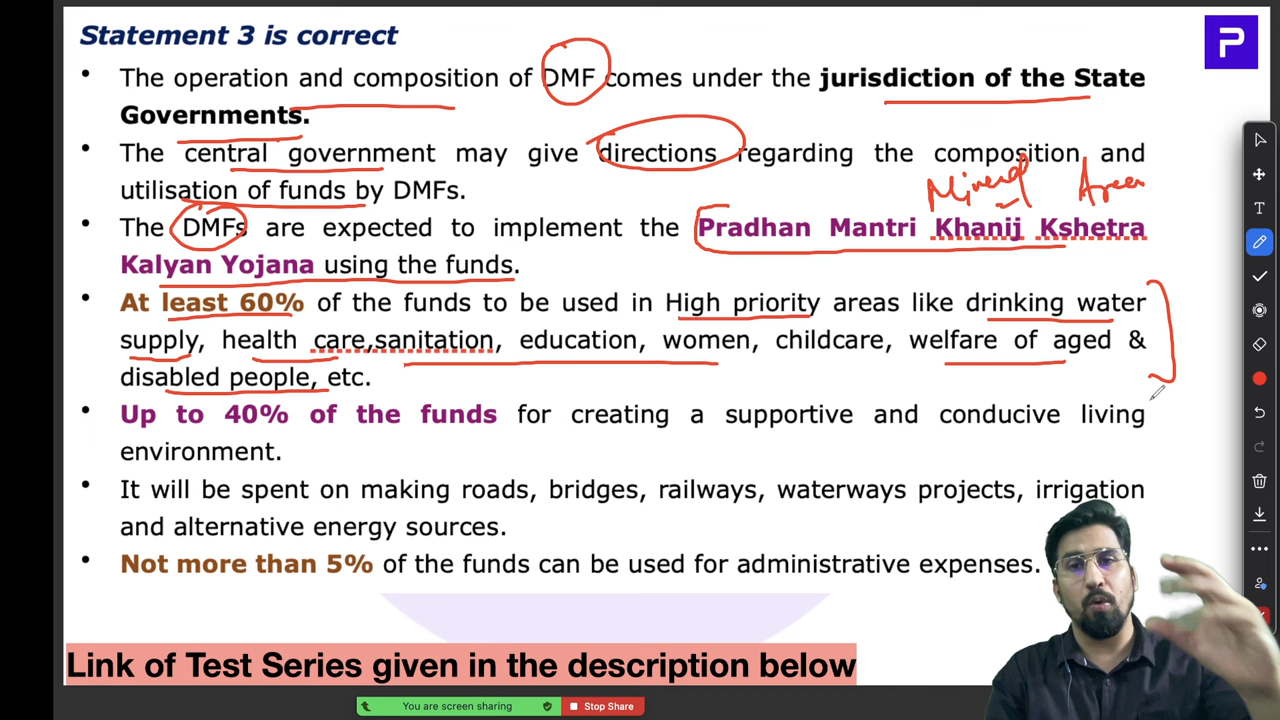 Statement 3 is correct
• The operation and composition of DMF comes under the jurisdiction of the State
Governments.
• The central government may give directions regarding the composition and
utilisation of funds by DMFs.
Mineral Area
• The DMFs are expected to implement the Pradhan Mantri Khanij Kshetra
Kalyan Yojana using the funds.
• At least 60% of the funds to be used in High priority areas like drinking water
supply, health care,sanitation, education, women, childcare, welfare of aged &
disabled people, etc.
• Up to 40% of the funds for creating a supportive and conducive living
environment.
• It will be spent on making roads, bridges, railways, waterways projects, irrigation
and alternative energy sources.
• Not more than 5% of the funds can be used for administrative expenses.
Link of Test Series given in the description below
You are screen sharing Stop Share
P
T